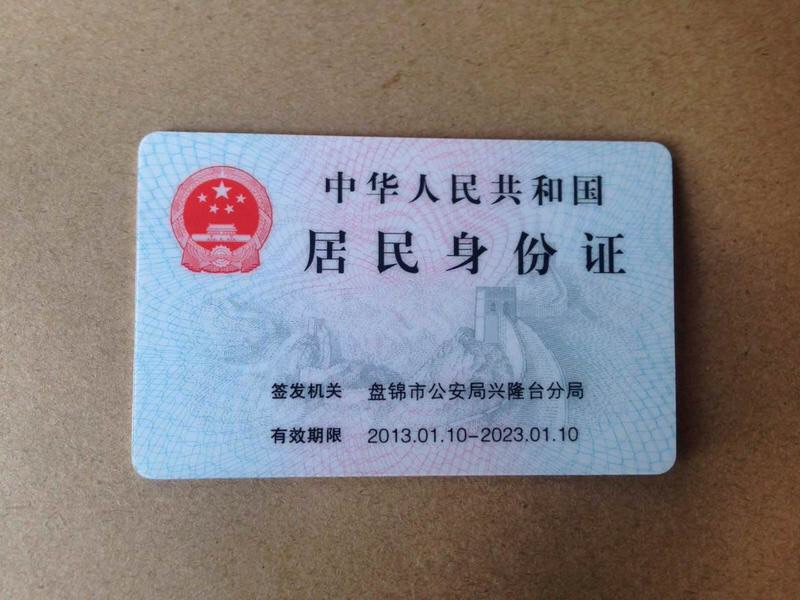 中华人民共和国
居民身份证
签发机关 盘锦市公安局兴隆台分局
有效期限 2013.01.10-2023.01.10